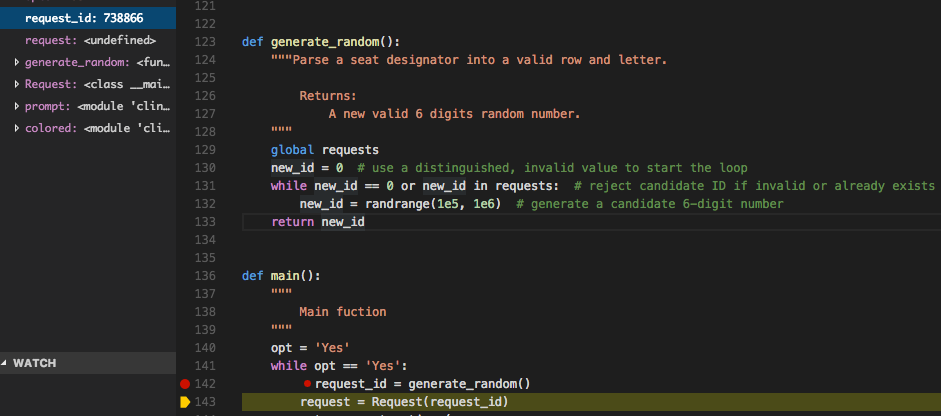 request_id: 738866
request: <undefined>
generate_random: <fun…
Request: <class __mai…
prompt: <module 'clin…
colored: <module 'cli…
WATCH
121
122
123 def generate_random():
124 """Parse a seat designator into a valid row and letter.
125
126 Returns:
127 A new valid 6 digits random number.
128 """
129 global requests
130 new_id = 0  # use a distinguished, invalid value to start the loop
131 while new_id == 0 or new_id in requests:  # reject candidate ID if invalid or already exists
132 new_id = randrange(1e5, 1e6)  # generate a candidate 6-digit number
133 return new_id
134
135
136 def main():
137 """
138 Main fuction
139 """
140 opt = 'Yes'
141 while opt == 'Yes':
142 request_id = generate_random()
143 request = Request(request_id)